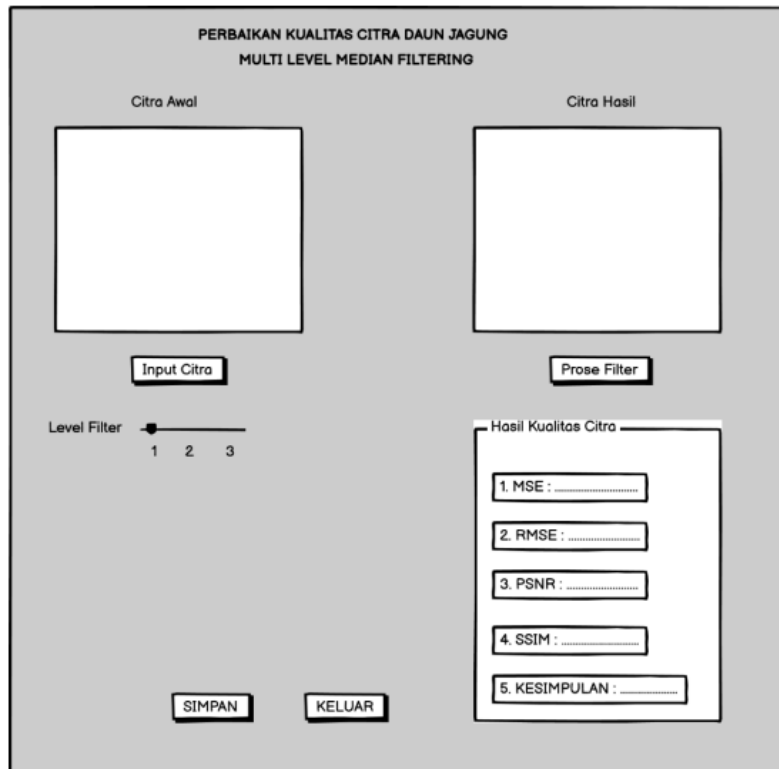 PERBAIKAN KUALITAS CITRA DAUN JAGUNG
MULTI LEVEL MEDIAN FILTERING
Citra Awal
Citra Hasil
Input Citra
Prose Filter
Level Filter
1 2 3
Hasil Kualitas Citra
1. MSE : ............................
2. RMSE : ........................
3. PSNR : ..........................
4. SSIM : ..........................
5. KESIMPULAN : ...................
SIMPAN
KELUAR